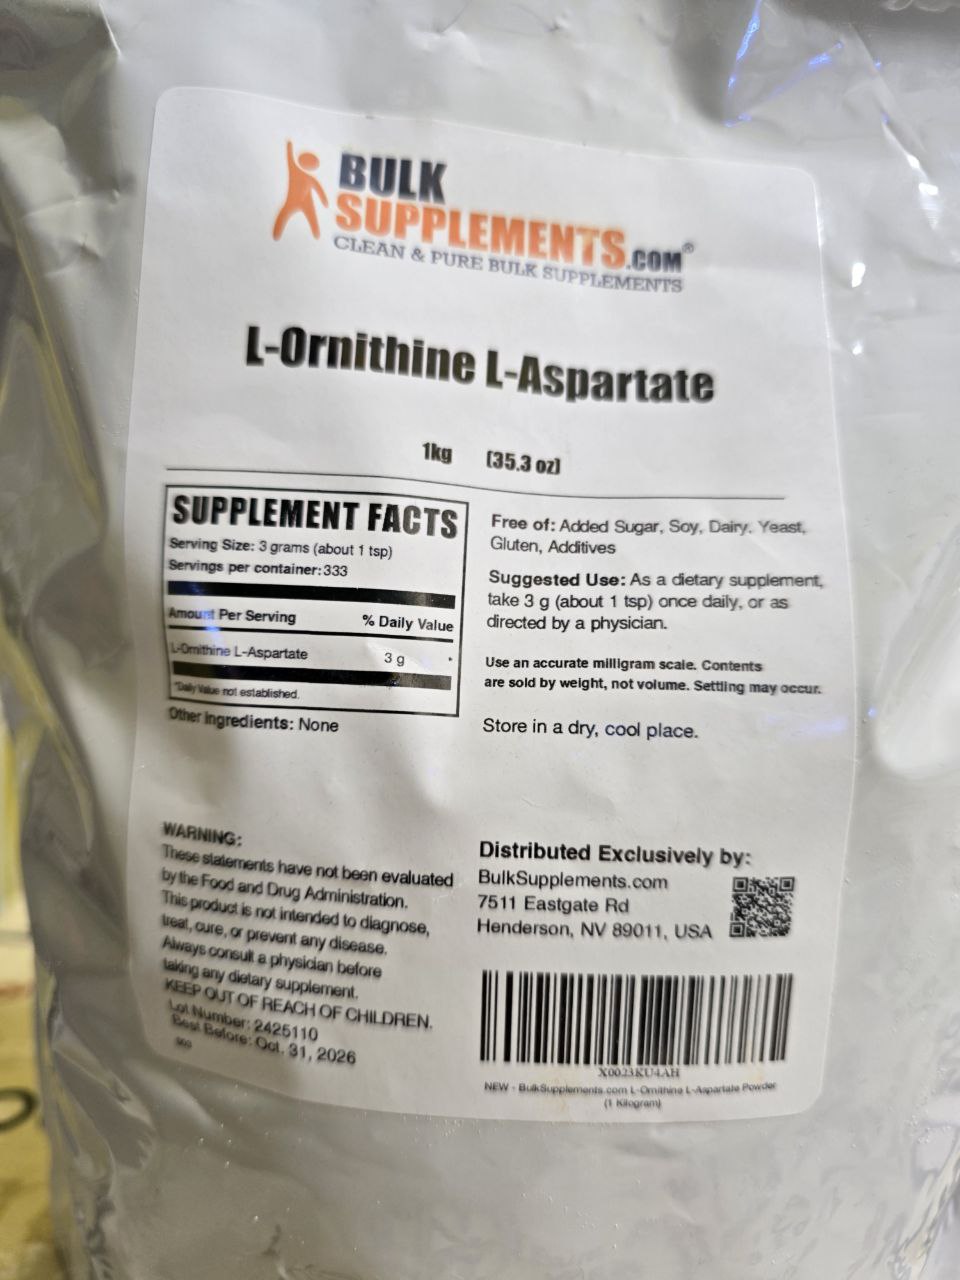 BULK
SUPPLEMENTS.COM®
CLEAN & PURE BULK SUPPLEMENTS
L-Ornithine L-Aspartate
1kg (35.3 oz)
SUPPLEMENT FACTS
Serving Size: 3 grams (about 1 tsp)
Servings per container: 333
Amount Per Serving % Daily Value
L-Ornithine L-Aspartate 3 g *
*Daily Value not established.
Other Ingredients: None
Free of: Added Sugar, Soy, Dairy, Yeast,
Gluten, Additives
Suggested Use: As a dietary supplement,
take 3 g (about 1 tsp) once daily, or as
directed by a physician.
Use an accurate milligram scale. Contents
are sold by weight, not volume. Settling may occur.
Store in a dry, cool place.
WARNING:
These statements have not been evaluated
by the Food and Drug Administration.
This product is not intended to diagnose,
treat, cure, or prevent any disease.
Always consult a physician before
taking any dietary supplement.
KEEP OUT OF REACH OF CHILDREN.
Lot Number: 2425110
Best Before: Oct. 31, 2026
Distributed Exclusively by:
BulkSupplements.com
7511 Eastgate Rd
Henderson, NV 89011, USA
X0023KU4AH
NEW - BulkSupplements.com L-Ornithine L-Aspartate Powder
(1 Kilogram)